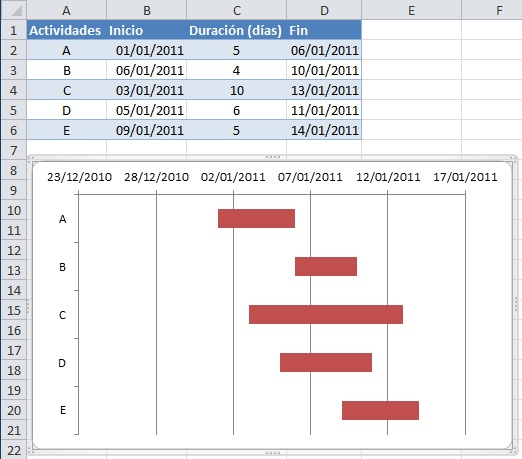 A B C D E F
1 Actividades Inicio Duración (días) Fin
2 A 01/01/2011 5 06/01/2011
3 B 06/01/2011 4 10/01/2011
4 C 03/01/2011 10 13/01/2011
5 D 05/01/2011 6 11/01/2011
6 E 09/01/2011 5 14/01/2011
7
8
23/12/2010 28/12/2010 02/01/2011 07/01/2011 12/01/2011 17/01/2011
9
10 A
11
12
13 B
14
15 C
16
17
18 D
19
20 E
21
22